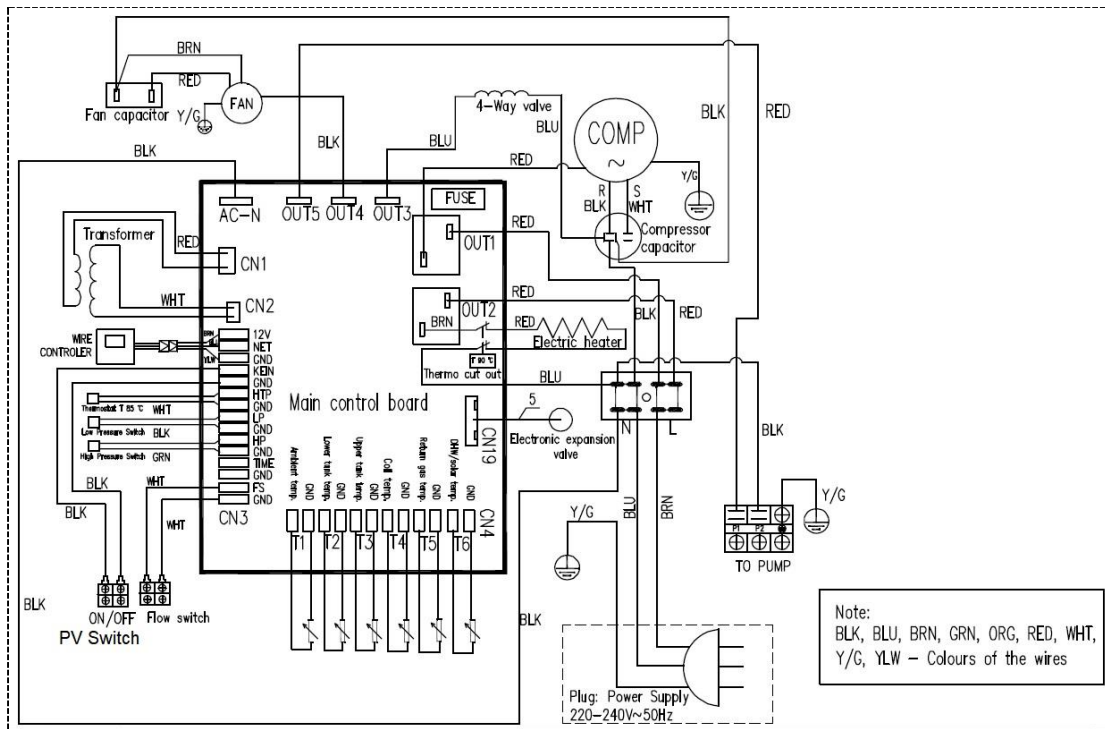 BRN
RED
Fan capacitor
Y/G
FAN
BLK
BLK
BLU
4-Way valve
BLU
RED
COMP
~
Y/G
R
S
BLK
WHT
Compressor
capacitor
BLK
RED
AC-N
OUT5
OUT4
OUT3
FUSE
OUT1
RED
Transformer
RED
CN1
WHT
CN2
OUT2
BRN
RED
Electric heater
T 90 ℃
Thermo cut out
RED
BLK
RED
BLU
WIRE
CONTROLER
BRN
YLW
12V
NET
GND
KEIN
GND
HTP
GND
LP
GND
HP
GND
TIME
GND
FS
GND
CN3
Thermostat T 85 ℃
WHT
Low Pressure Switch
BLK
High Pressure Switch
GRN
BLK
BLK
WHT
WHT
Main control board
CN19
5
Electronic expansion
valve
N
L
Ambient temp.
GND
Lower tank temp.
GND
Upper tank temp.
GND
Coil temp.
GND
Return gas temp.
GND
DHW/solar temp.
GND
CN4
T1
T2
T3
T4
T5
T6
BLK
BLU
BRN
Y/G
Y/G
P1
P2
TO PUMP
BLK
ON/OFF
PV Switch
Flow switch
BLK
Plug: Power Supply
220-240V~50Hz
Note:
BLK, BLU, BRN, GRN, ORG, RED, WHT,
Y/G, YLW - Colours of the wires